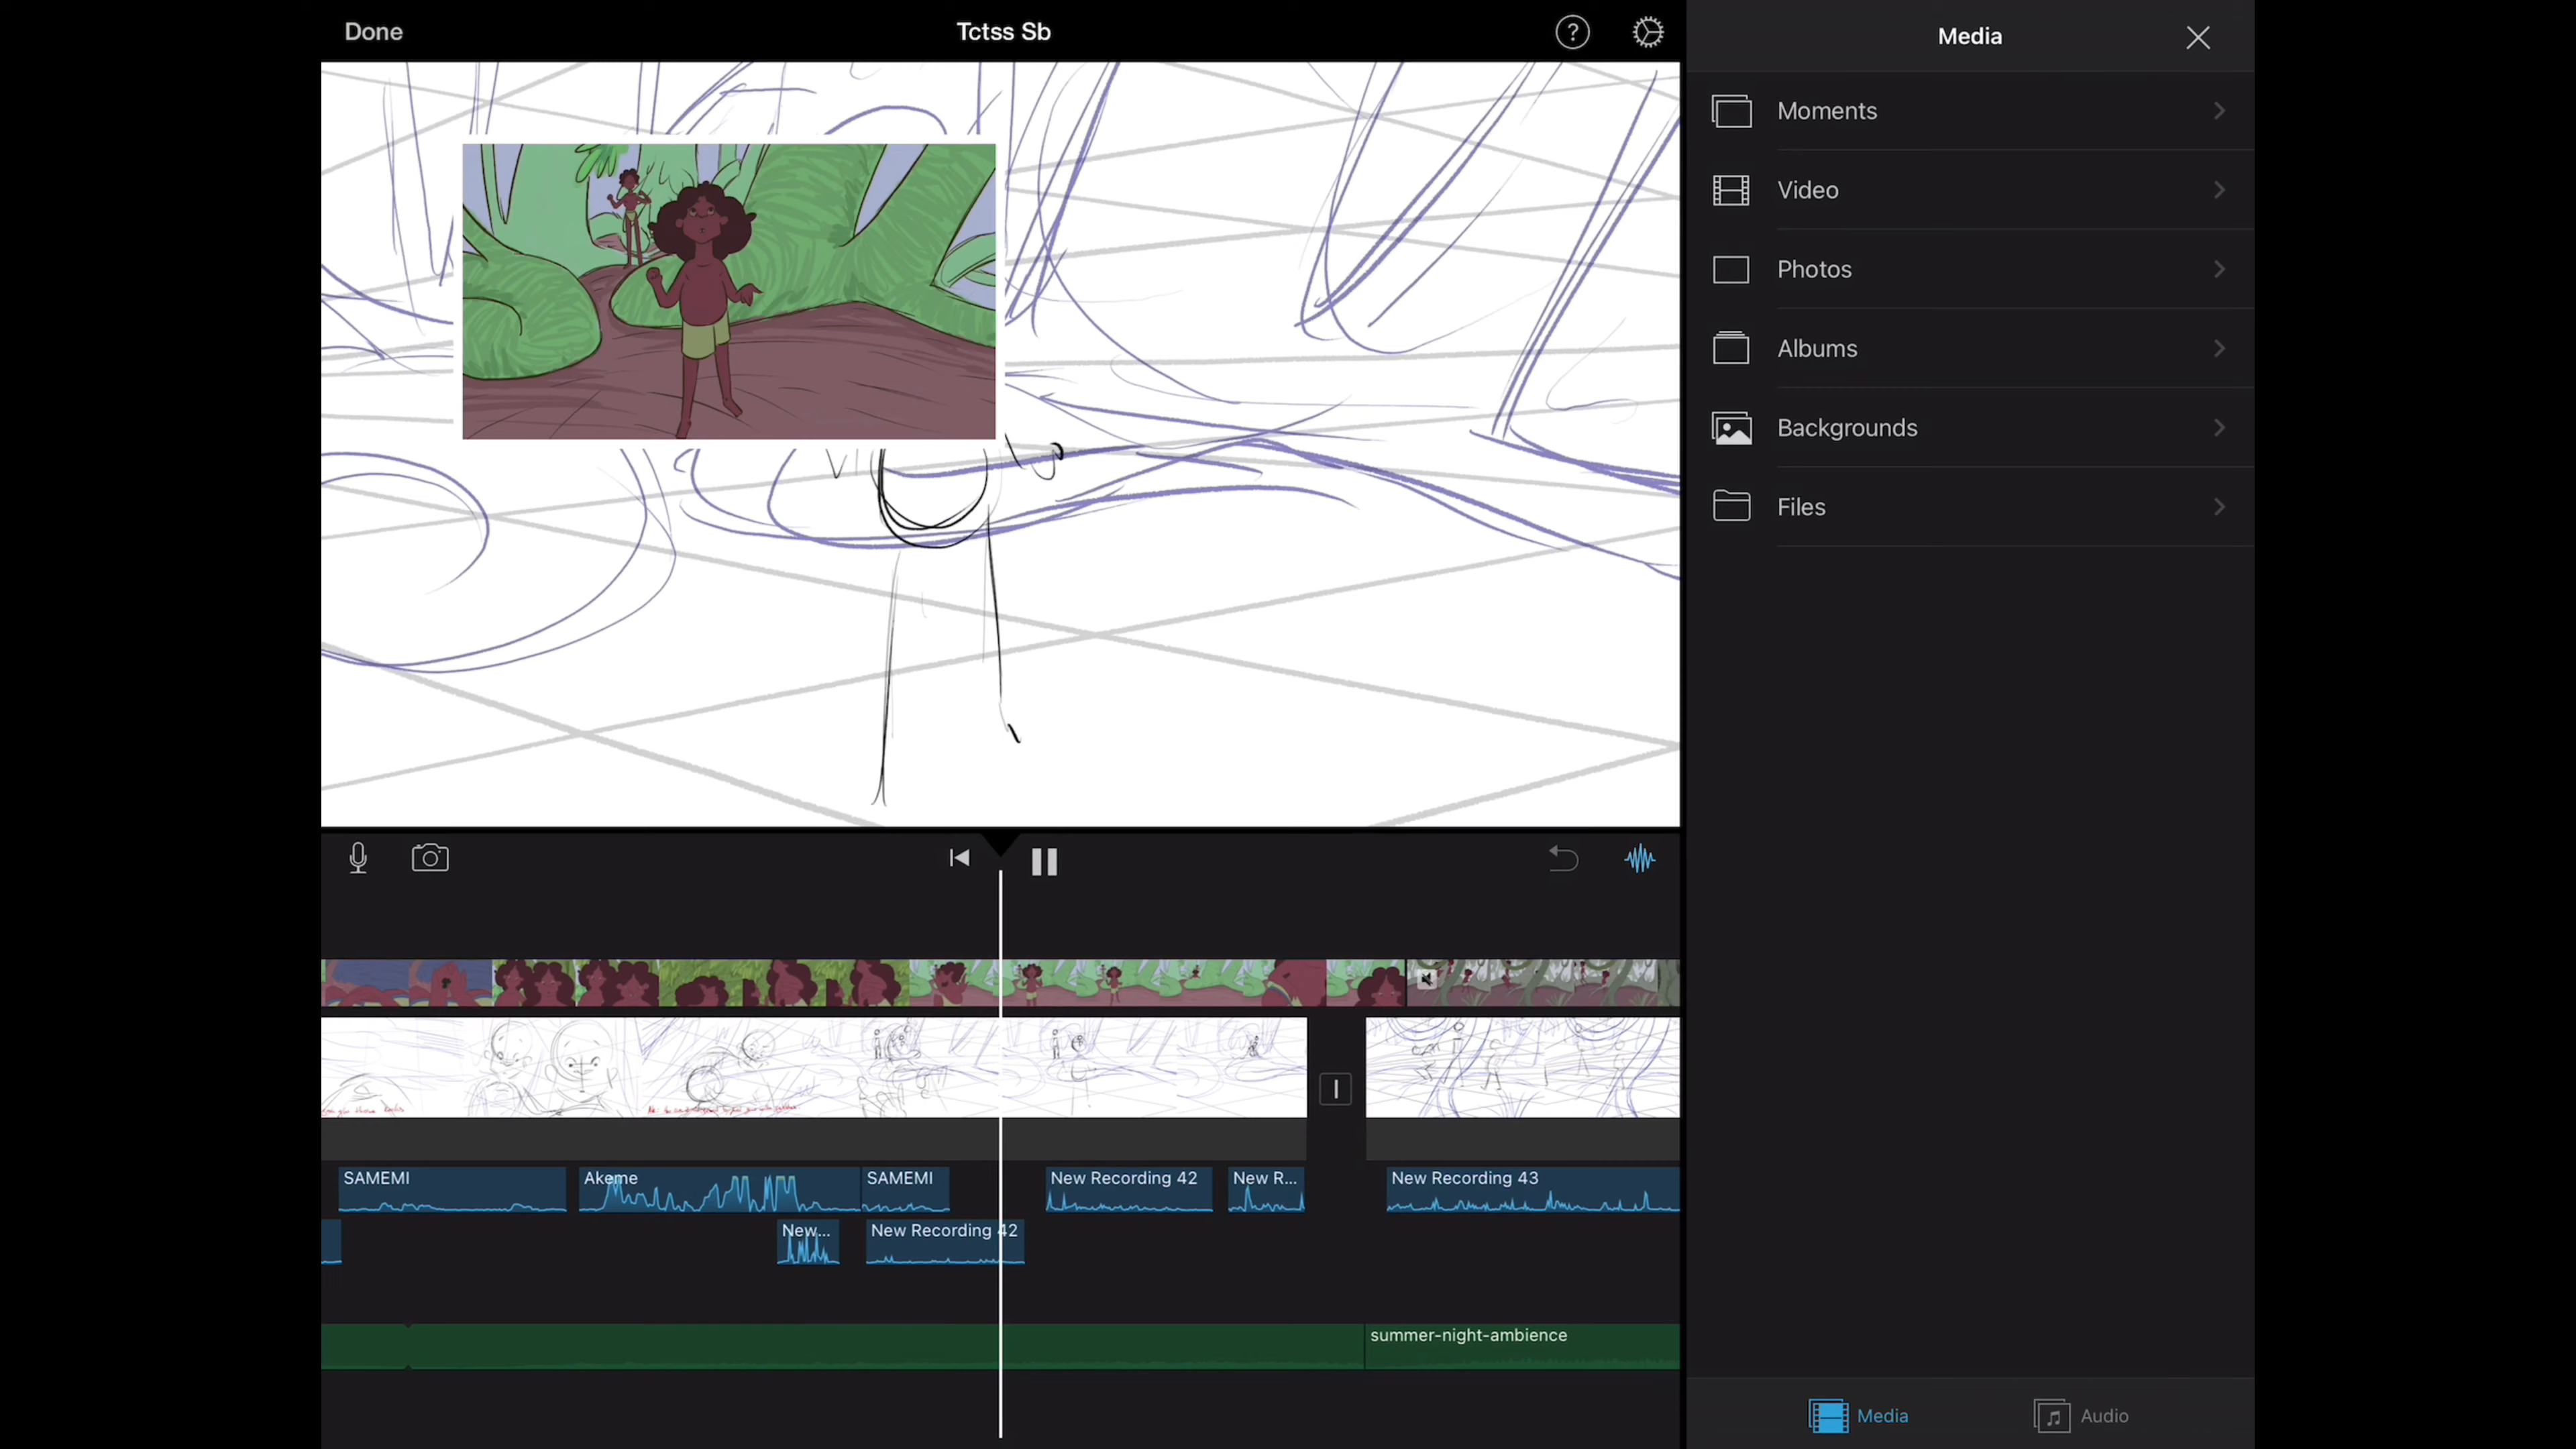 Done
Tctss Sb
?
Media
Moments
Video
Photos
Albums
Backgrounds
Files
SAMEMI
Akeme
SAMEMI
New Recording 42
New R...
New Recording 43
New...
New Recording 42
summer-night-ambience
Media
Audio